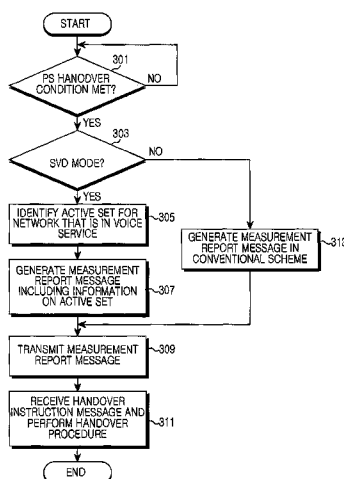 START
301
PS HANDOVER
CONDITION MET?
NO
YES
303
SVD MODE?
NO
YES
IDENTIFY ACTIVE SET FOR
NETWORK THAT IS IN VOICE
SERVICE
305
GENERATE MEASUREMENT
REPORT MESSAGE IN
CONVENTIONAL SCHEME
313
GENERATE MEASUREMENT
REPORT MESSAGE
INCLUDING INFORMATION
ON ACTIVE SET
307
TRANSMIT MEASUREMENT
REPORT MESSAGE
309
RECEIVE HANDOVER
INSTRUCTION MESSAGE AND
PERFORM HANDOVER
PROCEDURE
311
END